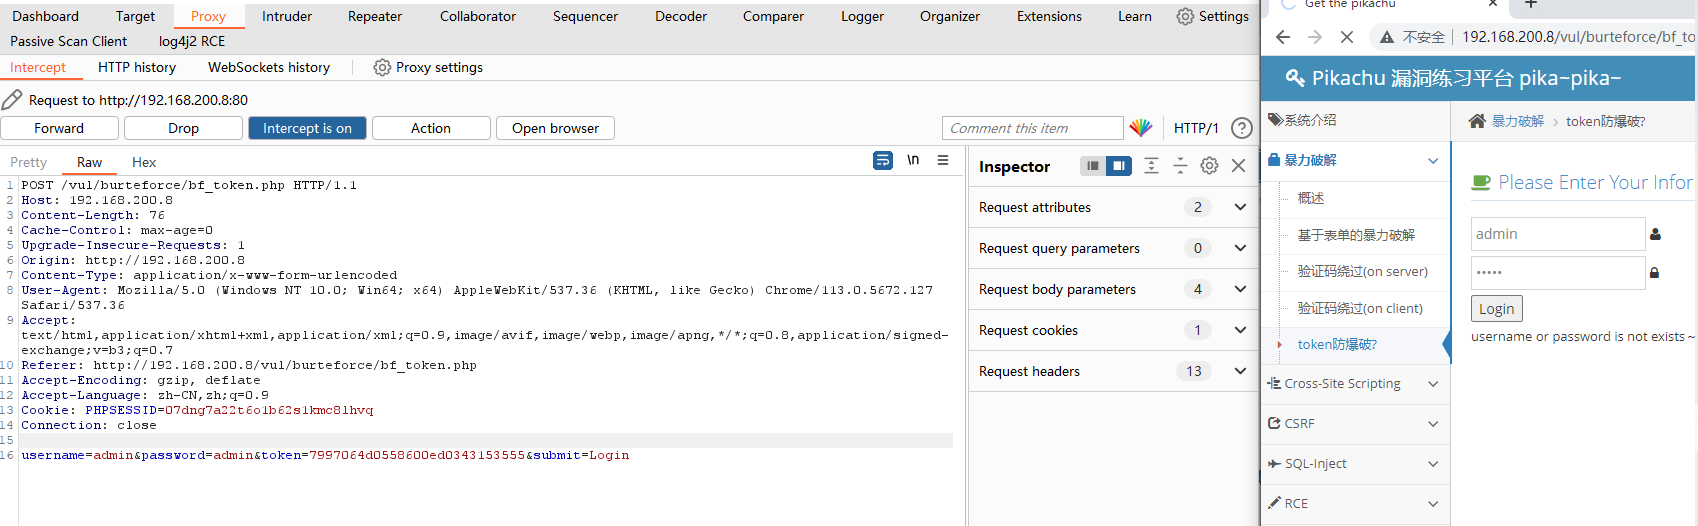 Dashboard Target Proxy Intruder Repeater Collaborator Sequencer Decoder Comparer Logger Organizer Extensions Learn Settings
Passive Scan Client log4j2 RCE
Intercept HTTP history WebSockets history Proxy settings
Request to http://192.168.200.8:80
Forward Drop Intercept is on Action Open browser Comment this item HTTP/1 ?
Pretty Raw Hex \n
1 POST /vul/burteforce/bf_token.php HTTP/1.1
2 Host: 192.168.200.8
3 Content-Length: 76
4 Cache-Control: max-age=0
5 Upgrade-Insecure-Requests: 1
6 Origin: http://192.168.200.8
7 Content-Type: application/x-www-form-urlencoded
8 User-Agent: Mozilla/5.0 (Windows NT 10.0; Win64; x64) AppleWebKit/537.36 (KHTML, like Gecko) Chrome/113.0.5672.127
Safari/537.36
9 Accept:
text/html,application/xhtml+xml,application/xml;q=0.9,image/avif,image/webp,image/apng,*/*;q=0.8,application/signed-
exchange;v=b3;q=0.7
10 Referer: http://192.168.200.8/vul/burteforce/bf_token.php
11 Accept-Encoding: gzip, deflate
12 Accept-Language: zh-CN,zh;q=0.9
13 Cookie: PHPSESSID=07dng7a22t6o1b62s1kmc81hvq
14 Connection: close
15
16 username=admin&password=admin&token=7997064d0558600ed0343153555&submit=Login
Inspector
Request attributes 2
Request query parameters 0
Request body parameters 4
Request cookies 1
Request headers 13
Get the pikachu
不安全 192.168.200.8/vul/burteforce/bf_to
Pikachu 漏洞练习平台 pika~pika~
系统介绍
暴力破解
概述
基于表单的暴力破解
验证码绕过(on server)
验证码绕过(on client)
token防爆破?
Cross-Site Scripting
CSRF
SQL-Inject
RCE
暴力破解 > token防爆破?
Please Enter Your Infor
admin
•••••
Login
username or password is not exists~